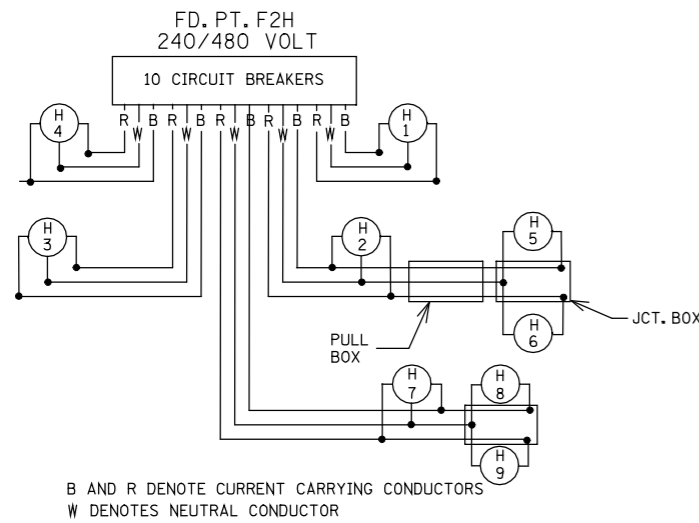 FD. PT. F2H
240/480 VOLT
10 CIRCUIT BREAKERS
R W B R W B R W B R W B R W B
H
4
H
1
H
3
H
2
H
5
H
6
JCT. BOX
PULL
BOX
H
7
H
8
H
9
B AND R DENOTE CURRENT CARRYING CONDUCTORS
W DENOTES NEUTRAL CONDUCTOR